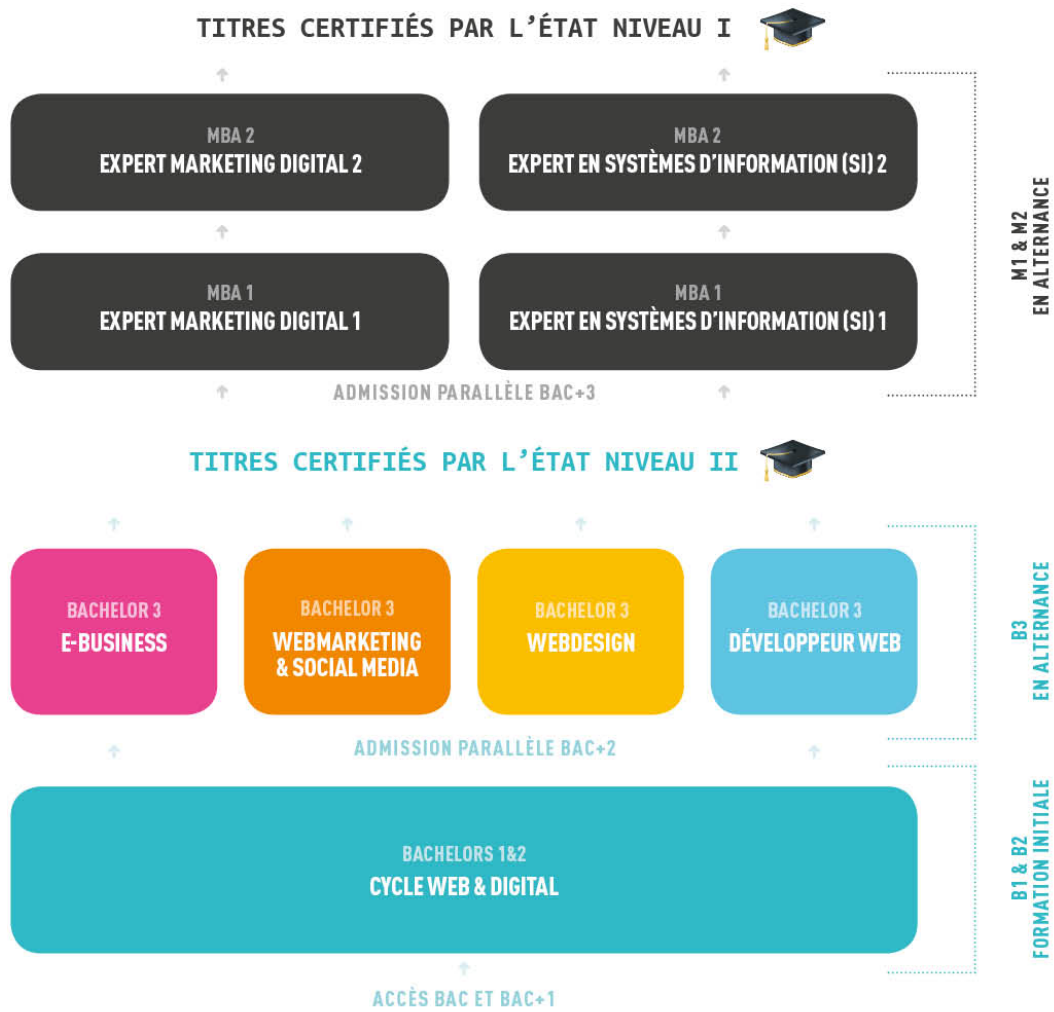 TITRES CERTIFIÉS PAR L'ÉTAT NIVEAU I
MBA 2
EXPERT MARKETING DIGITAL 2
MBA 2
EXPERT EN SYSTÈMES D'INFORMATION (SI) 2
MBA 1
EXPERT MARKETING DIGITAL 1
MBA 1
EXPERT EN SYSTÈMES D'INFORMATION (SI) 1
M1 & M2
EN ALTERNANCE
ADMISSION PARALLÈLE BAC+3
TITRES CERTIFIÉS PAR L'ÉTAT NIVEAU II
BACHELOR 3
E-BUSINESS
BACHELOR 3
WEBMARKETING
& SOCIAL MEDIA
BACHELOR 3
WEBDESIGN
BACHELOR 3
DÉVELOPPEUR WEB
B3
EN ALTERNANCE
ADMISSION PARALLÈLE BAC+2
BACHELORS 1&2
CYCLE WEB & DIGITAL
B1 & B2
FORMATION INITIALE
ACCÈS BAC ET BAC+1